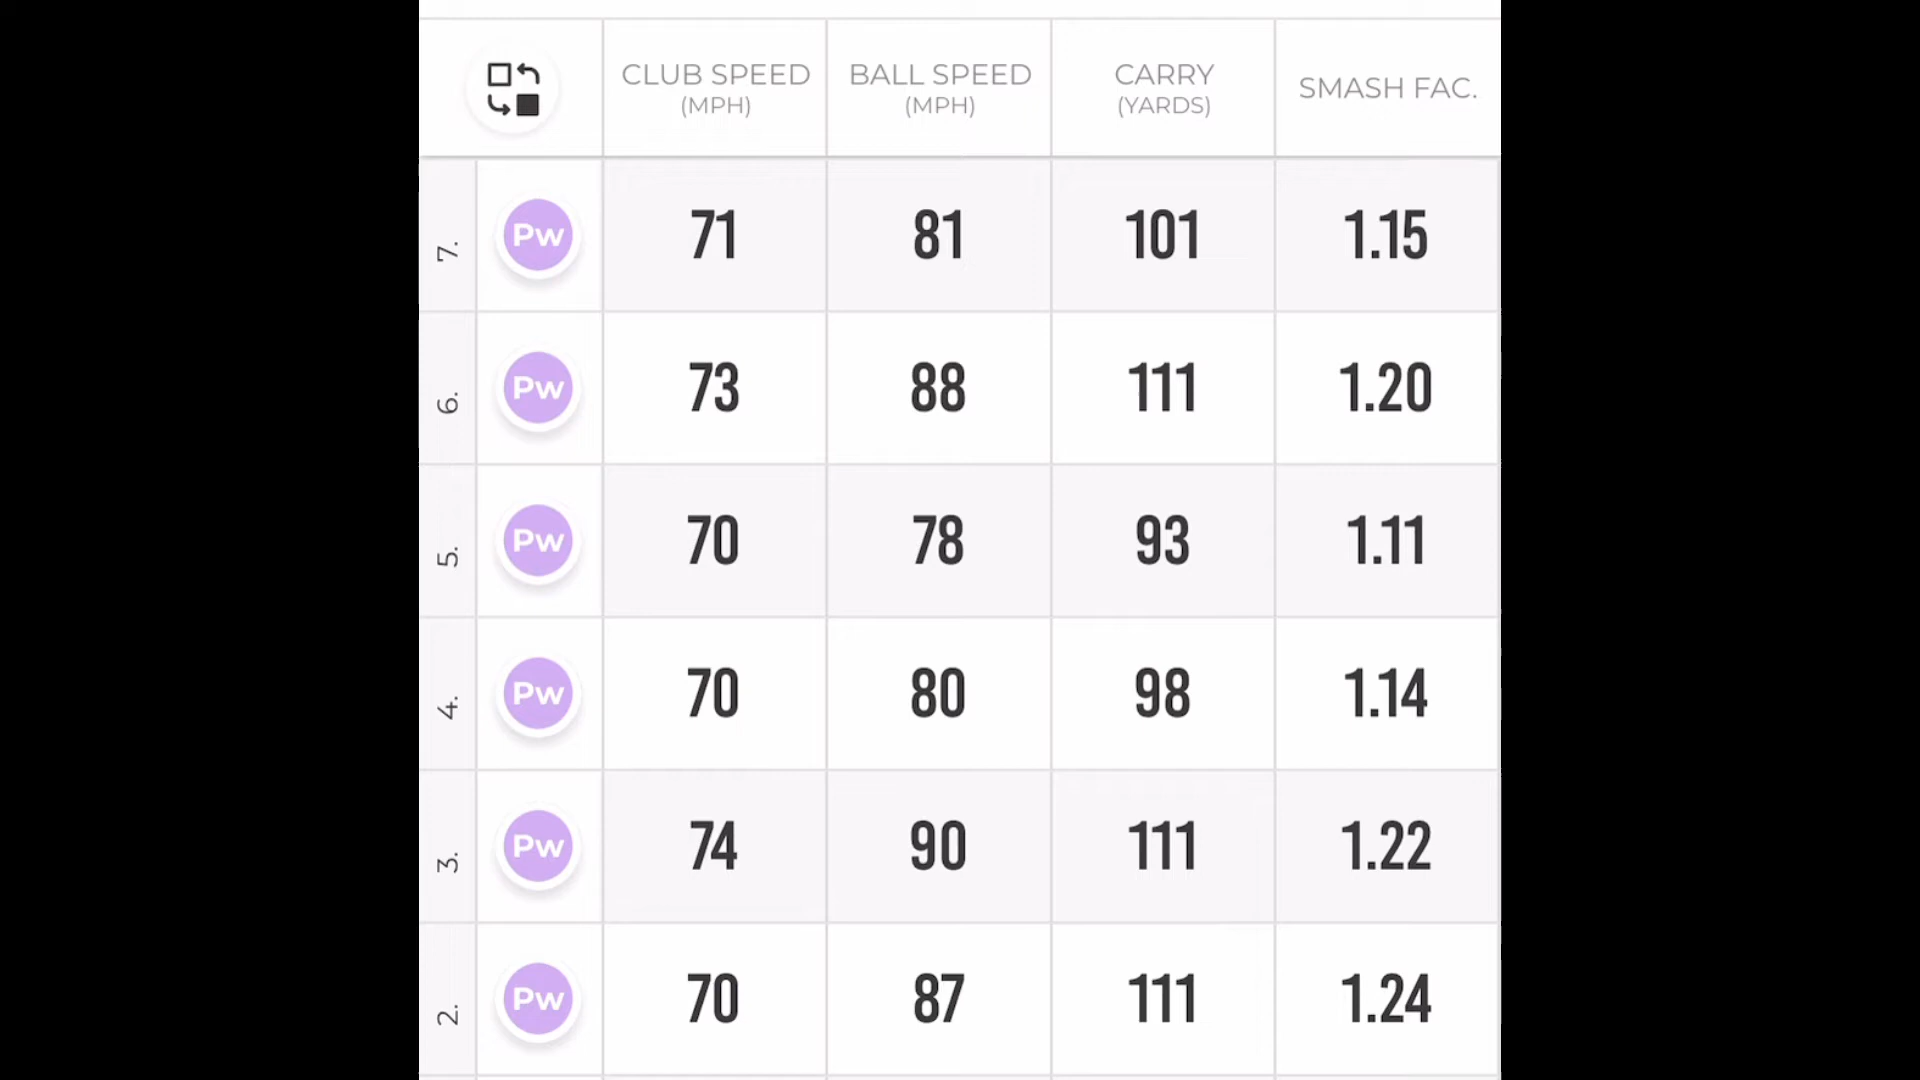 CLUB SPEED BALL SPEED CARRY SMASH FAC.
(MPH) (MPH) (YARDS)
7. Pw 71 81 101 1.15
6. Pw 73 88 111 1.20
5. Pw 70 78 93 1.11
4. Pw 70 80 98 1.14
3. Pw 74 90 111 1.22
2. Pw 70 87 111 1.24